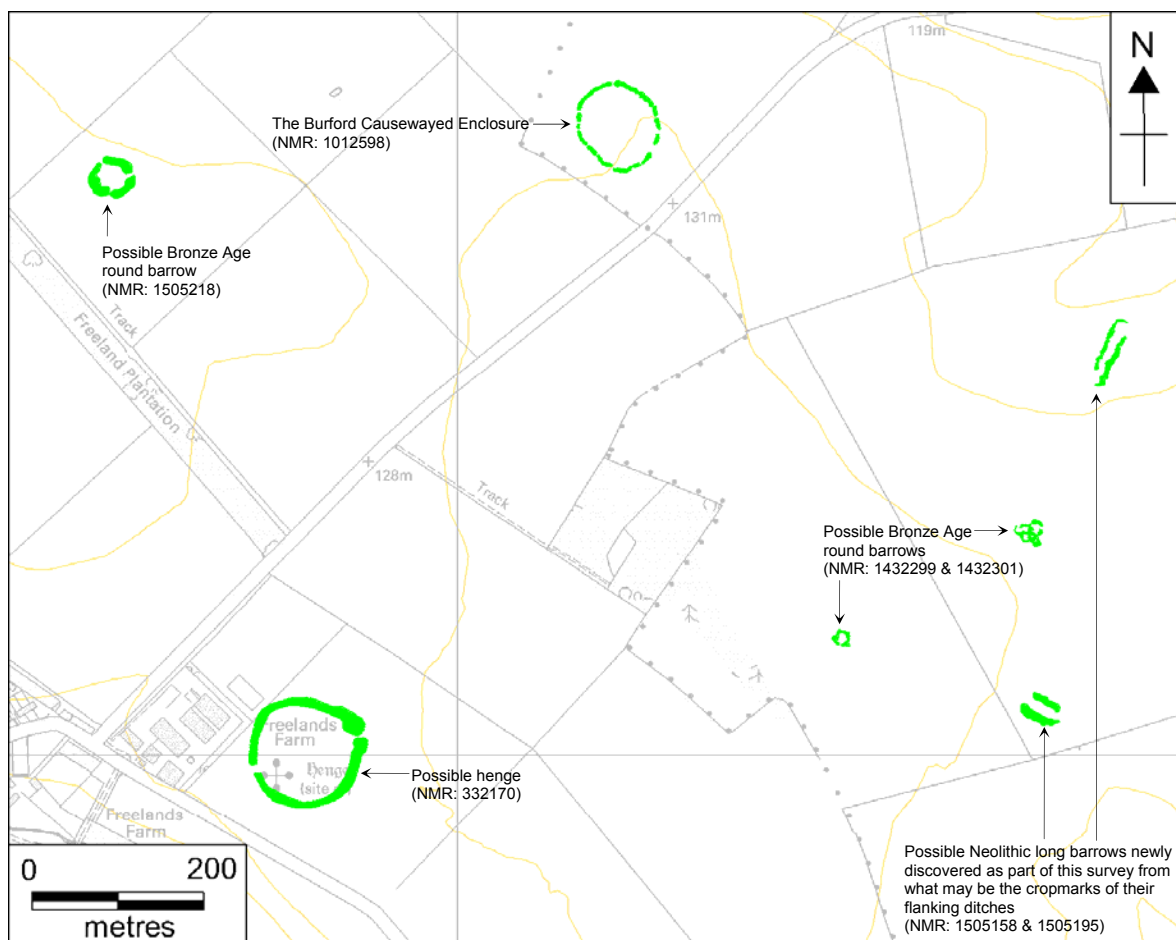 119m
N
The Burford Causewayed Enclosure
(NMR: 1012598)
131m
Possible Bronze Age
round barrow
(NMR: 1505218)
Track
Freeland Plantation
128m
Track
Possible Bronze Age
round barrows
(NMR: 1432299 & 1432301)
Freelands
Farm
Henge
(site
Possible henge
(NMR: 332170)
Freelands
Farm
0 200
metres
Possible Neolithic long barrows newly
discovered as part of this survey from
what may be the cropmarks of their
flanking ditches
(NMR: 1505158 & 1505195)